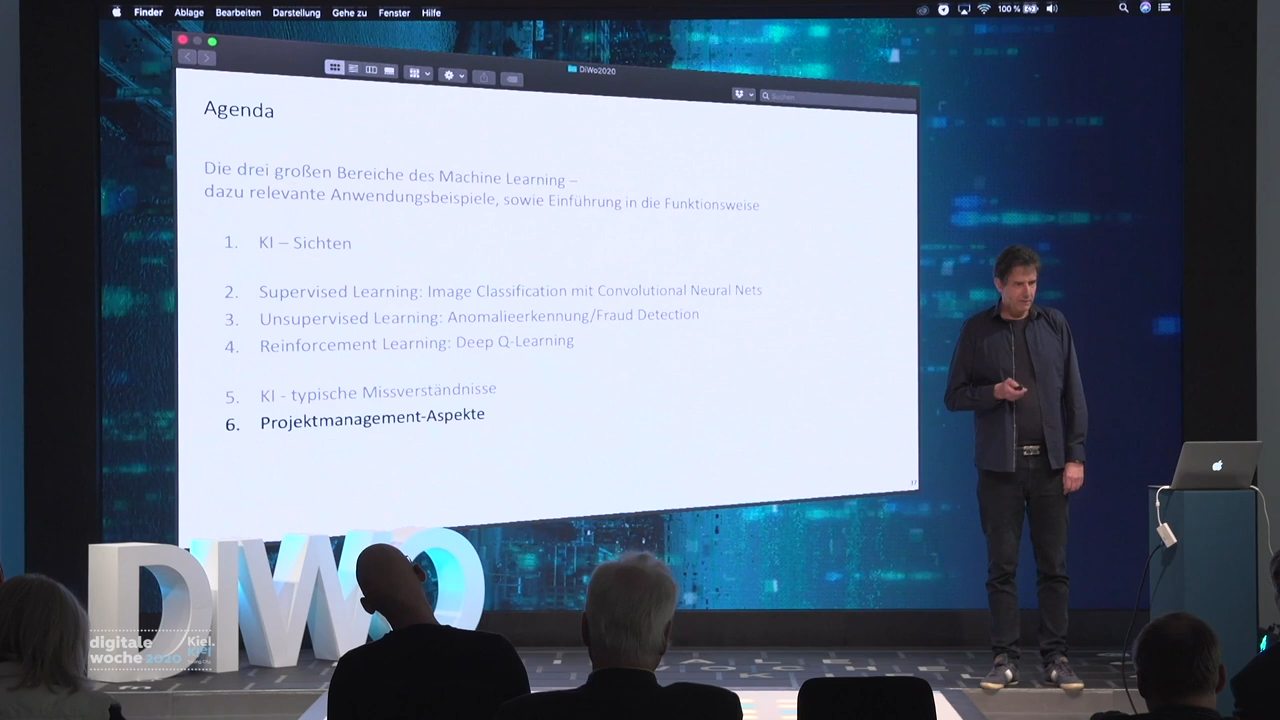 Finder Ablage Bearbeiten Darstellung Gehe zu Fenster Hilfe 100 %
DiWo2020
Suchen
Agenda
Die drei großen Bereiche des Machine Learning –
dazu relevante Anwendungsbeispiele, sowie Einführung in die Funktionsweise
1. KI – Sichten
2. Supervised Learning: Image Classification mit Convolutional Neural Nets
3. Unsupervised Learning: Anomalieerkennung/Fraud Detection
4. Reinforcement Learning: Deep Q-Learning
5. KI - typische Missverständnisse
6. Projektmanagement-Aspekte
37
DIWO
digitale
woche 2020
Kiel.